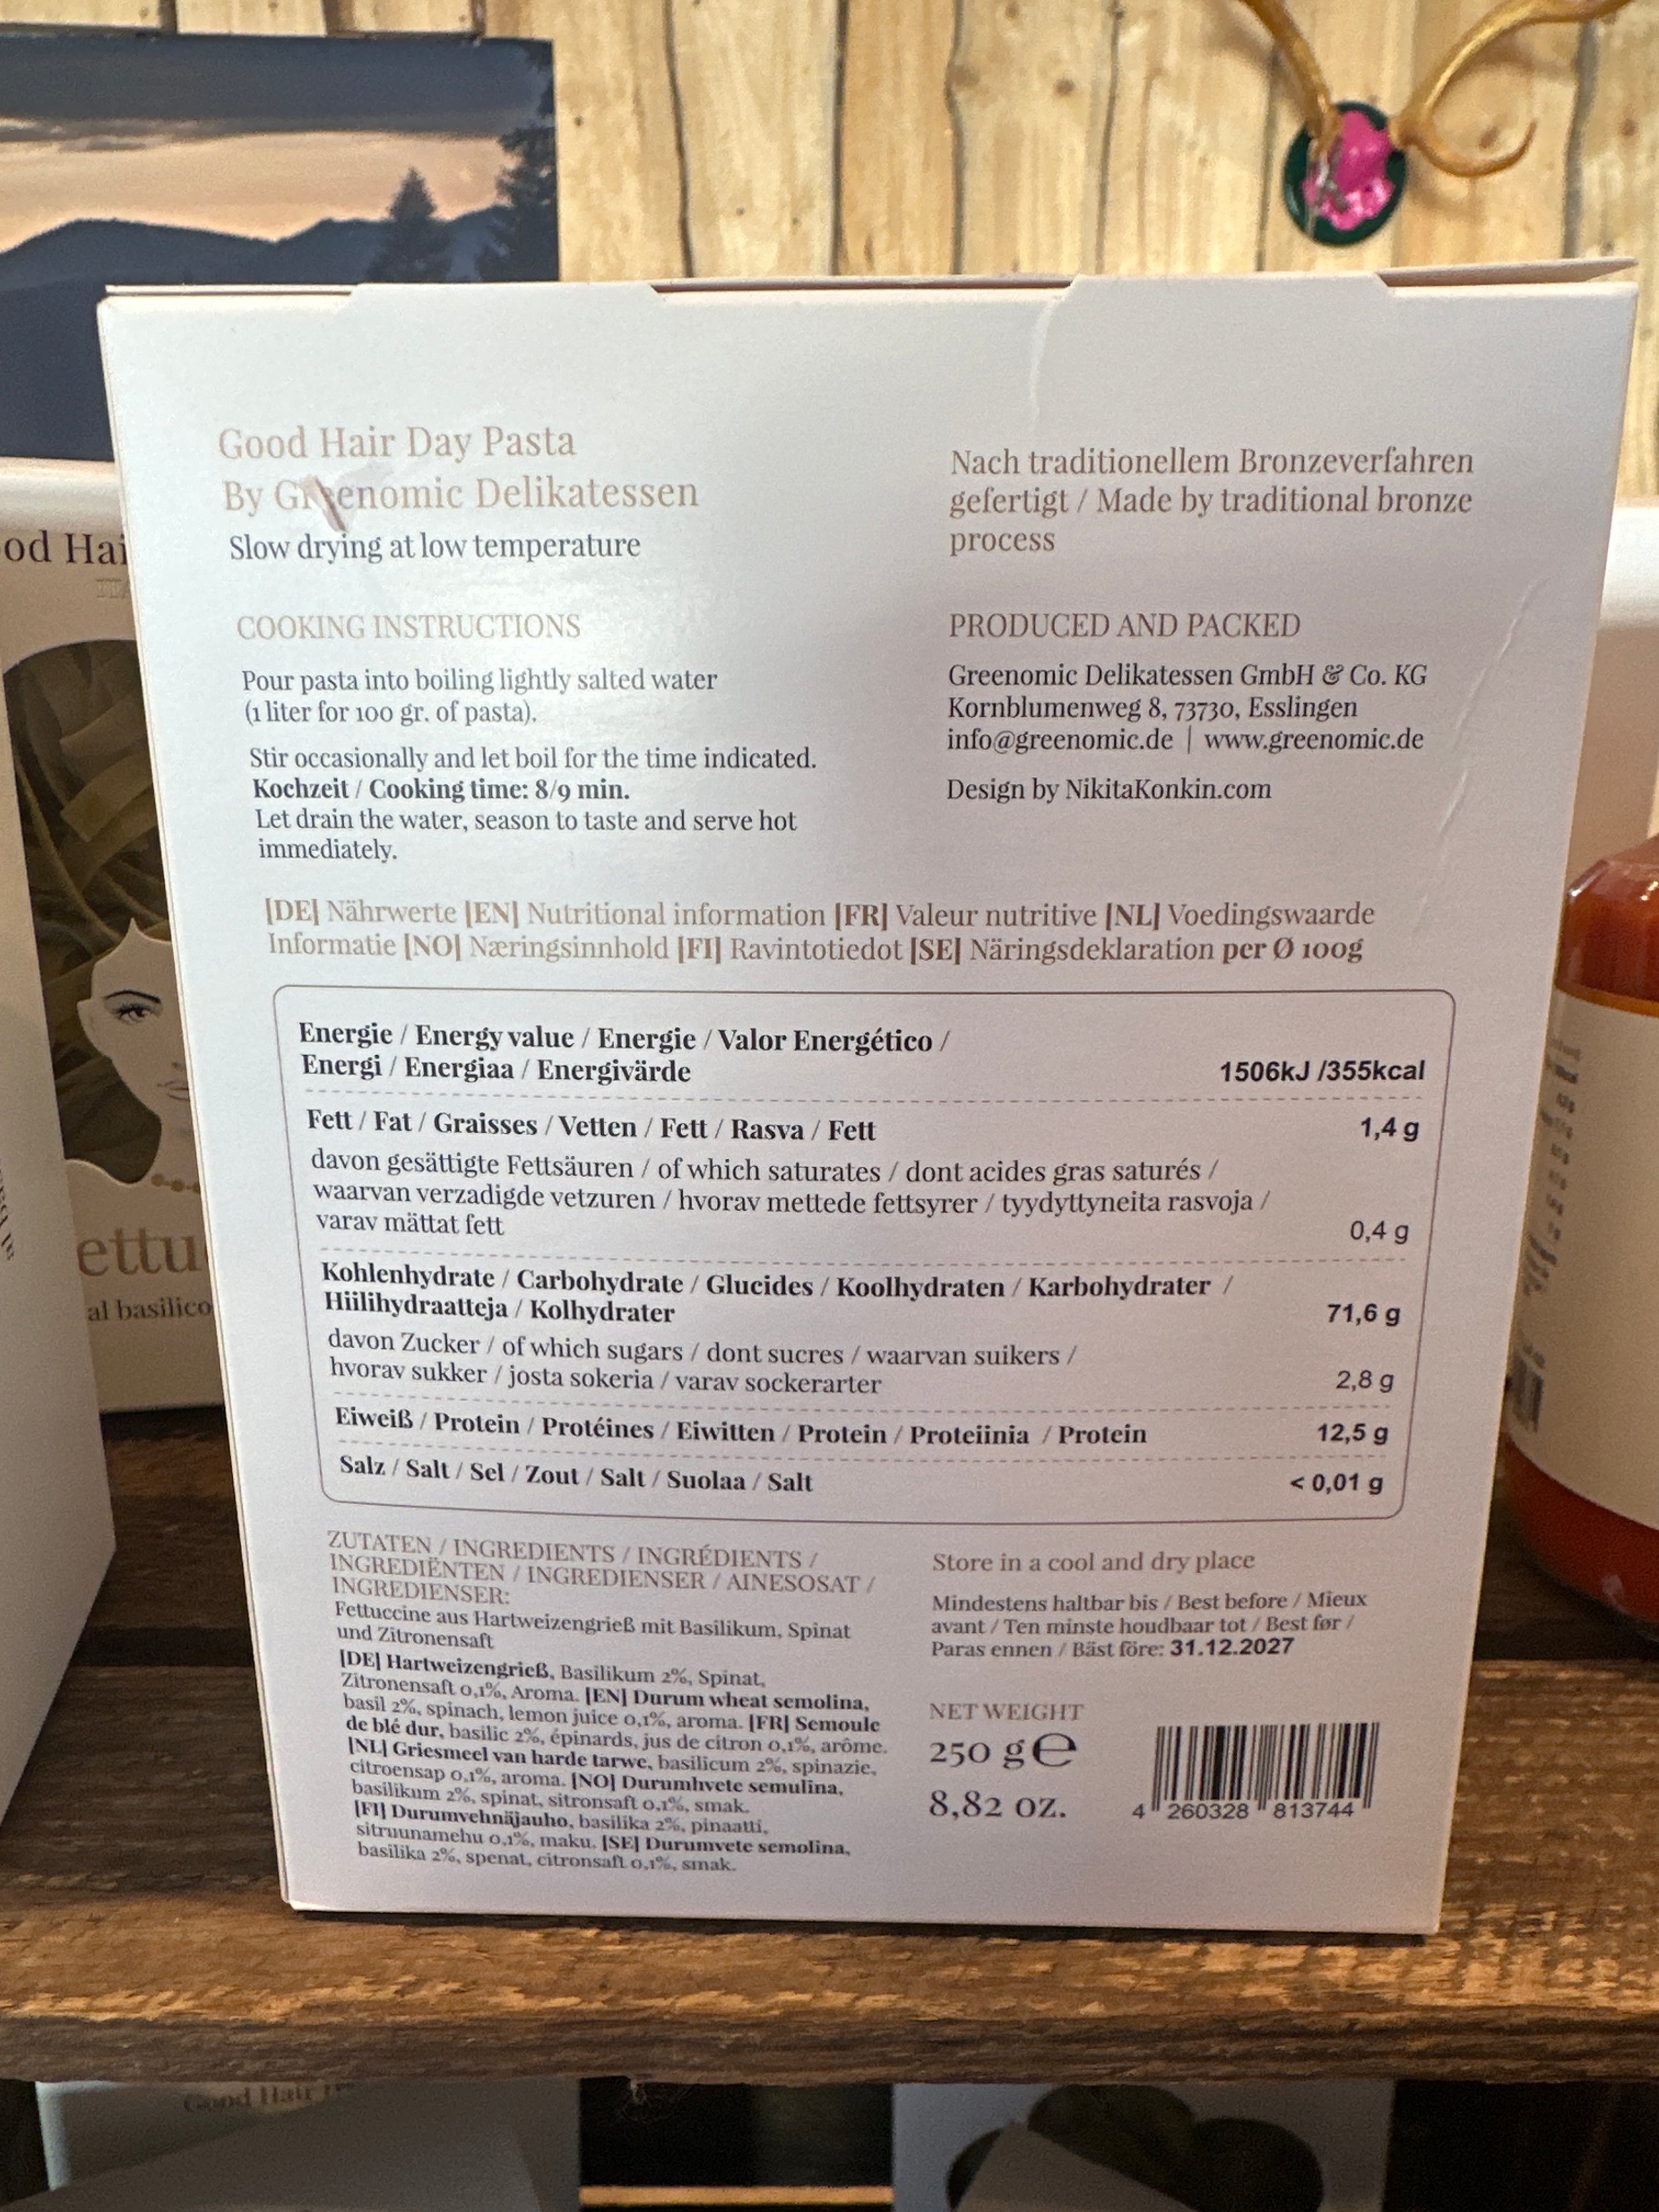 Good Hair Day Pasta
By Greenomic Delikatessen
Slow drying at low temperature
COOKING INSTRUCTIONS
Pour pasta into boiling lightly salted water
(1 liter for 100 gr. of pasta).
Stir occasionally and let boil for the time indicated.
Kochzeit / Cooking time: 8/9 min.
Let drain the water, season to taste and serve hot
immediately.
Nach traditionellem Bronzeverfahren
gefertigt / Made by traditional bronze
process
PRODUCED AND PACKED
Greenomic Delikatessen GmbH & Co. KG
Kornblumenweg 8, 73730, Esslingen
info@greenomic.de | www.greenomic.de
Design by NikitaKonkin.com
[DE] Nährwerte [EN] Nutritional information [FR] Valeur nutritive [NL] Voedingswaarde
Informatie [NO] Næringsinnhold [FI] Ravintotiedot [SE] Näringsdeklaration per Ø 100g
Energie / Energy value / Energie / Valor Energético /
Energi / Energiaa / Energivärde 1506kJ /355kcal
Fett / Fat / Graisses / Vetten / Fett / Rasva / Fett 1,4 g
davon gesättigte Fettsäuren / of which saturates / dont acides gras saturés /
waarvan verzadigde vetzuren / hvorav mettede fettsyrer / tyydyttyneita rasvoja /
varav mättat fett 0,4 g
Kohlenhydrate / Carbohydrate / Glucides / Koolhydraten / Karbohydrater /
Hiilihydraatteja / Kolhydrater 71,6 g
davon Zucker / of which sugars / dont sucres / waarvan suikers /
hvorav sukker / josta sokeria / varav sockerarter 2,8 g
Eiweiß / Protein / Protéines / Eiwitten / Protein / Proteiinia / Protein 12,5 g
Salz / Salt / Sel / Zout / Salt / Suolaa / Salt < 0,01 g
ZUTATEN / INGREDIENTS / INGRÉDIENTS /
INGREDIËNTEN / INGREDIENSER / AINESOSAT /
INGREDIENSER:
Fettuccine aus Hartweizengrieß mit Basilikum, Spinat
und Zitronensaft
[DE] Hartweizengrieß, Basilikum 2%, Spinat,
Zitronensaft 0,1%, Aroma. [EN] Durum wheat semolina,
basil 2%, spinach, lemon juice 0,1%, aroma. [FR] Semoule
de blé dur, basilic 2%, épinards, jus de citron 0,1%, arôme.
[NL] Griesmeel van harde tarwe, basilicum 2%, spinazie,
citroensap 0,1%, aroma. [NO] Durumhvete semulina,
basilikum 2%, spinat, sitronsaft 0,1%, smak.
[FI] Durumvehnäjauho, basilika 2%, pinaatti,
sitruunamehu 0,1%, maku. [SE] Durumvete semolina,
basilika 2%, spenat, citronsaft 0,1%, smak.
Store in a cool and dry place
Mindestens haltbar bis / Best before / Mieux
avant / Ten minste houdbaar tot / Best før /
Paras ennen / Bäst före: 31.12.2027
NET WEIGHT
250 g e
8,82 oz.
4 260328 813744
od Hai
ettu
al basilico
Good Hair